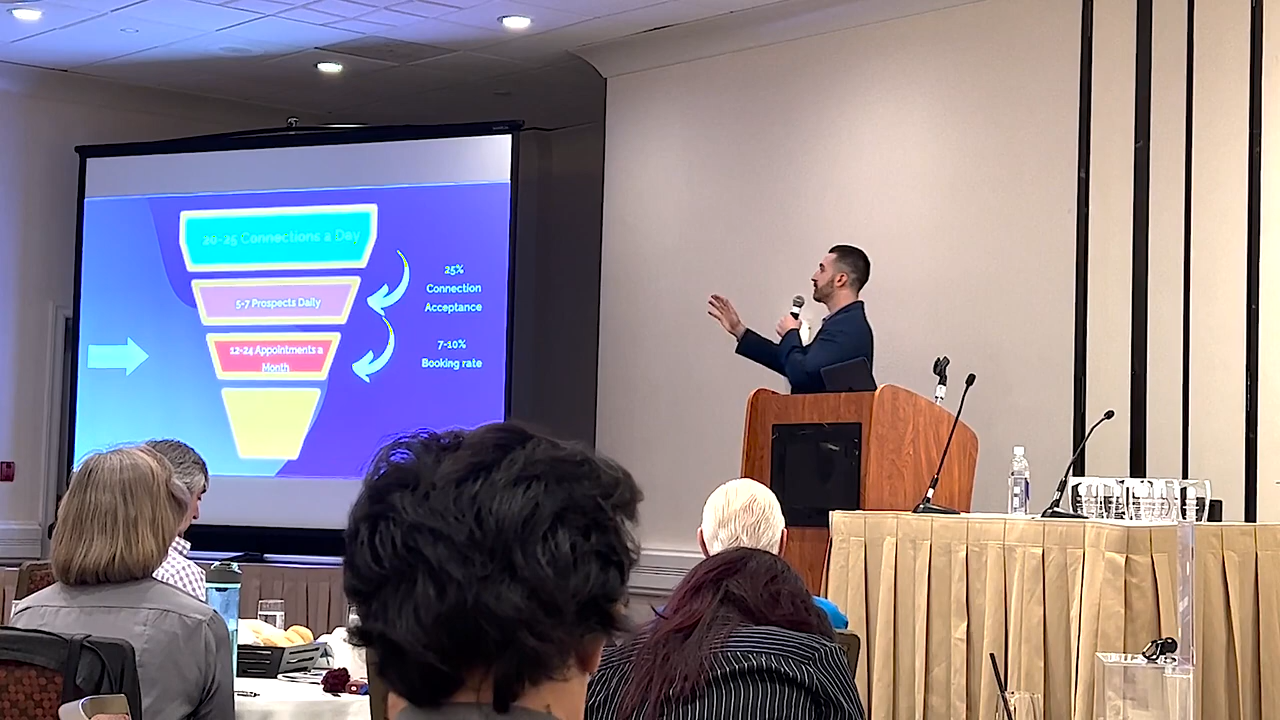 20-25 Connections a Day
25%
Connection
Acceptance
5-7 Prospects Daily
12-24 Appointments a
Month
7-10%
Booking rate